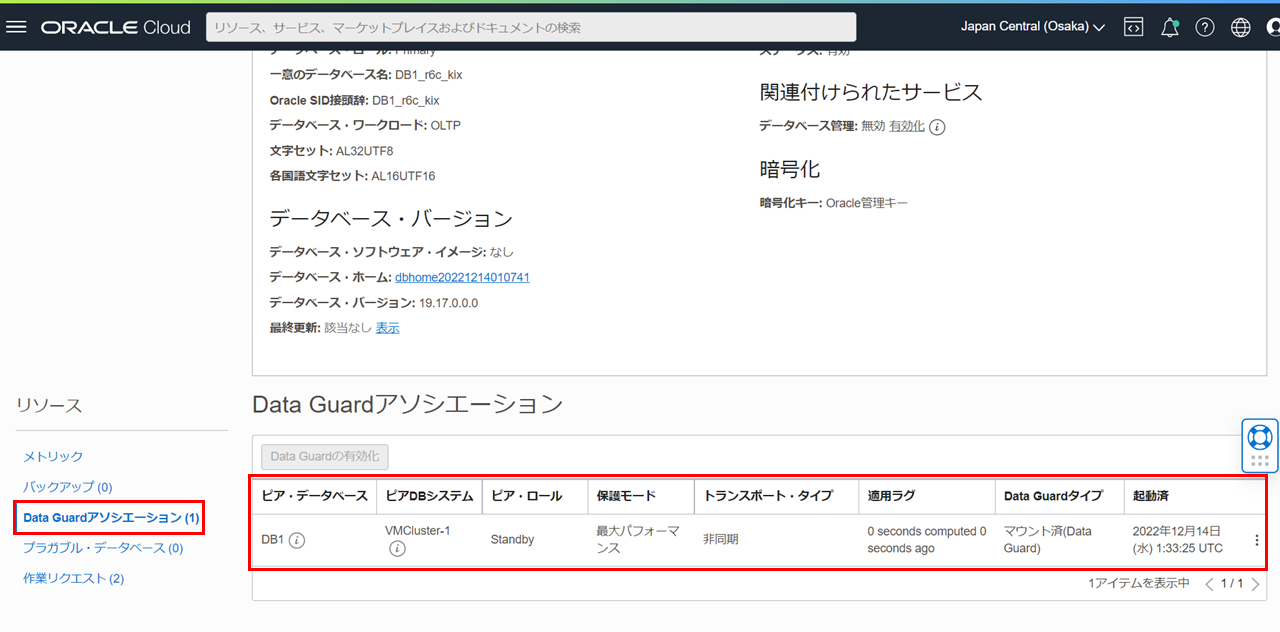 ORACLE Cloud
リソース、サービス、マーケットプレイスおよびドキュメントの検索
Japan Central (Osaka)
データベース・ロール: Primary
一意のデータベース名: DB1_r6c_kix
Oracle SID接頭辞: DB1_r6c_kix
データベース・ワークロード: OLTP
文字セット: AL32UTF8
各国語文字セット: AL16UTF16
データベース・バージョン
データベース・ソフトウェア・イメージ: なし
データベース・ホーム: dbhome20221214010741
データベース・バージョン: 19.17.0.0.0
最終更新: 該当なし 表示
ステータス: 有効
関連付けられたサービス
データベース管理: 無効 有効化
暗号化
暗号化キー: Oracle管理キー
リソース
メトリック
バックアップ (0)
Data Guardアソシエーション (1)
プラガブル・データベース (0)
作業リクエスト (2)
Data Guardアソシエーション
Data Guardの有効化
ピア・データベース ピアDBシステム ピア・ロール 保護モード トランスポート・タイプ 適用ラグ Data Guardタイプ 起動済
DB1 VMCluster-1 Standby 最大パフォーマンス 非同期 0 seconds computed 0 seconds ago マウント済(Data Guard) 2022年12月14日(水) 1:33:25 UTC
1アイテムを表示中 1 / 1